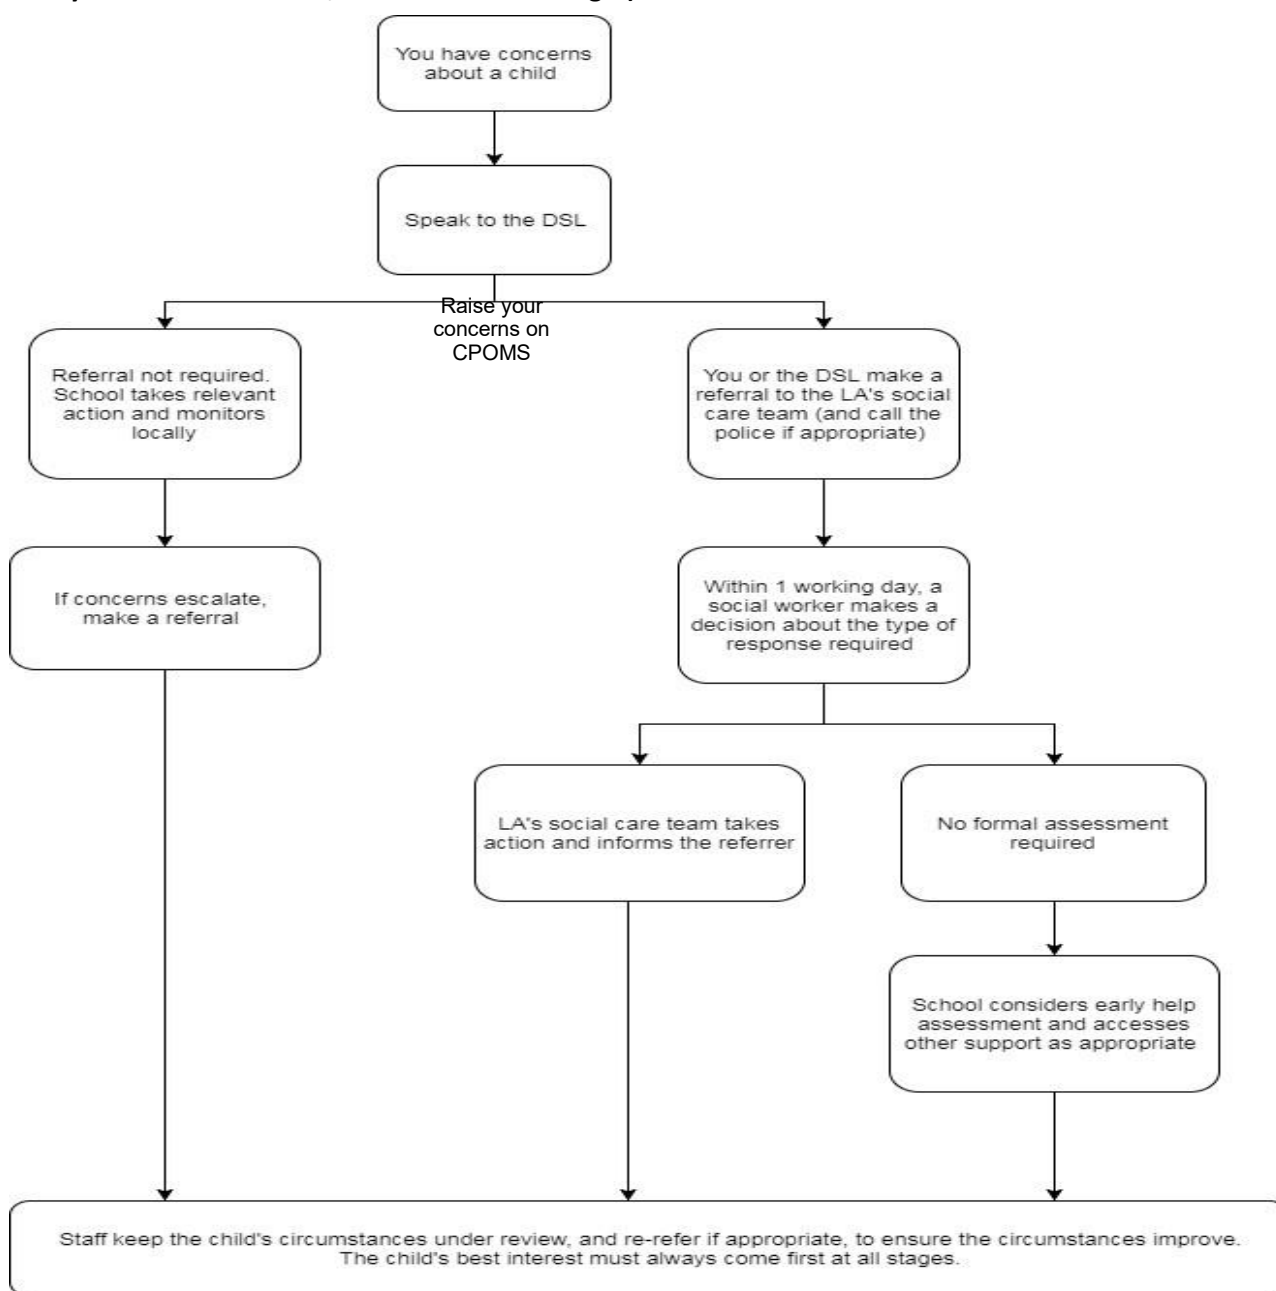 You have concerns
about a child
Speak to the DSL
Raise your
concerns on
CPOMS
Referral not required.
School takes relevant
action and monitors
locally
You or the DSL make a
referral to the LA's social
care team (and call the
police if appropriate)
If concerns escalate,
make a referral
Within 1 working day, a
social worker makes a
decision about the type of
response required
LA's social care team takes
action and informs the referrer
No formal assessment
required
School considers early help
assessment and accesses
other support as appropriate
Staff keep the child's circumstances under review, and re-refer if appropriate, to ensure the circumstances improve.
The child's best interest must always come first at all stages.